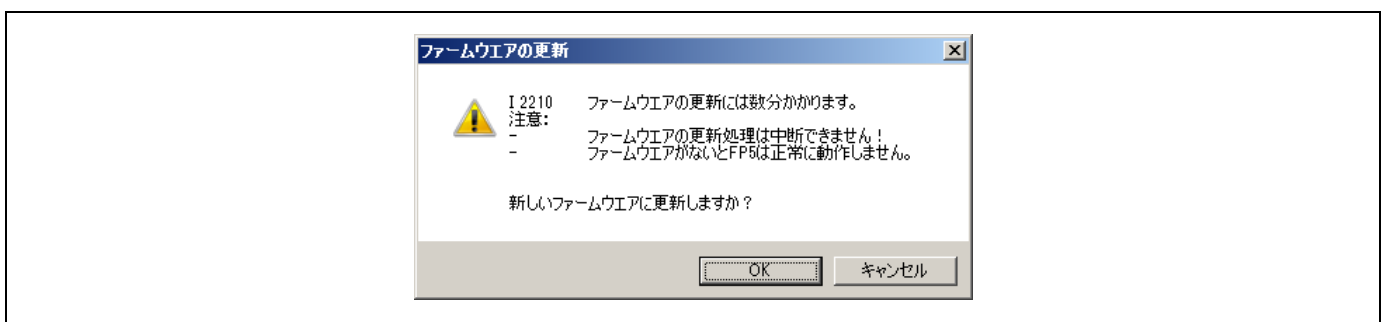 ファームウエアの更新
I 2210 ファームウエアの更新には数分かかります。
注意:
- ファームウエアの更新処理は中断できません！
- ファームウエアがないとFP5は正常に動作しません。
新しいファームウエアに更新しますか？
OK キャンセル